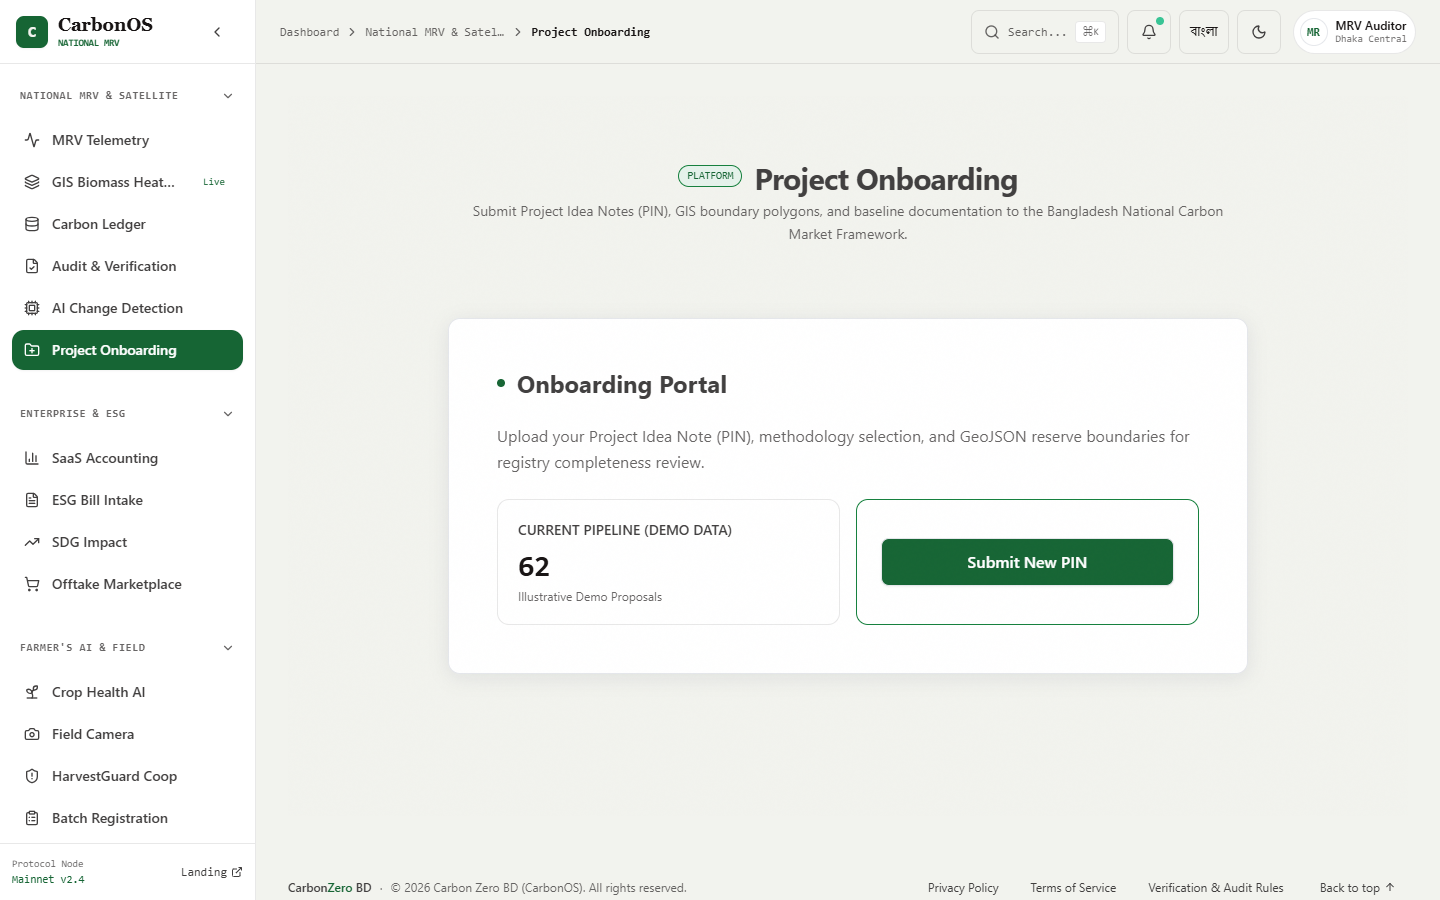 C
CarbonOS
NATIONAL MRV
NATIONAL MRV & SATELLITE
MRV Telemetry
GIS Biomass Heat...
Live
Carbon Ledger
Audit & Verification
AI Change Detection
Project Onboarding
ENTERPRISE & ESG
SaaS Accounting
ESG Bill Intake
SDG Impact
Offtake Marketplace
FARMER'S AI & FIELD
Crop Health AI
Field Camera
HarvestGuard Coop
Batch Registration
Protocol Node
Mainnet v2.4
Landing
Dashboard > National MRV & Satel… > Project Onboarding
Search... ⌘K
বাংলা
MR
MRV Auditor
Dhaka Central
PLATFORM
Project Onboarding
Submit Project Idea Notes (PIN), GIS boundary polygons, and baseline documentation to the Bangladesh National Carbon
Market Framework.
Onboarding Portal
Upload your Project Idea Note (PIN), methodology selection, and GeoJSON reserve boundaries for
registry completeness review.
CURRENT PIPELINE (DEMO DATA)
62
Illustrative Demo Proposals
Submit New PIN
CarbonZero BD · © 2026 Carbon Zero BD (CarbonOS). All rights reserved.
Privacy Policy
Terms of Service
Verification & Audit Rules
Back to top ↑